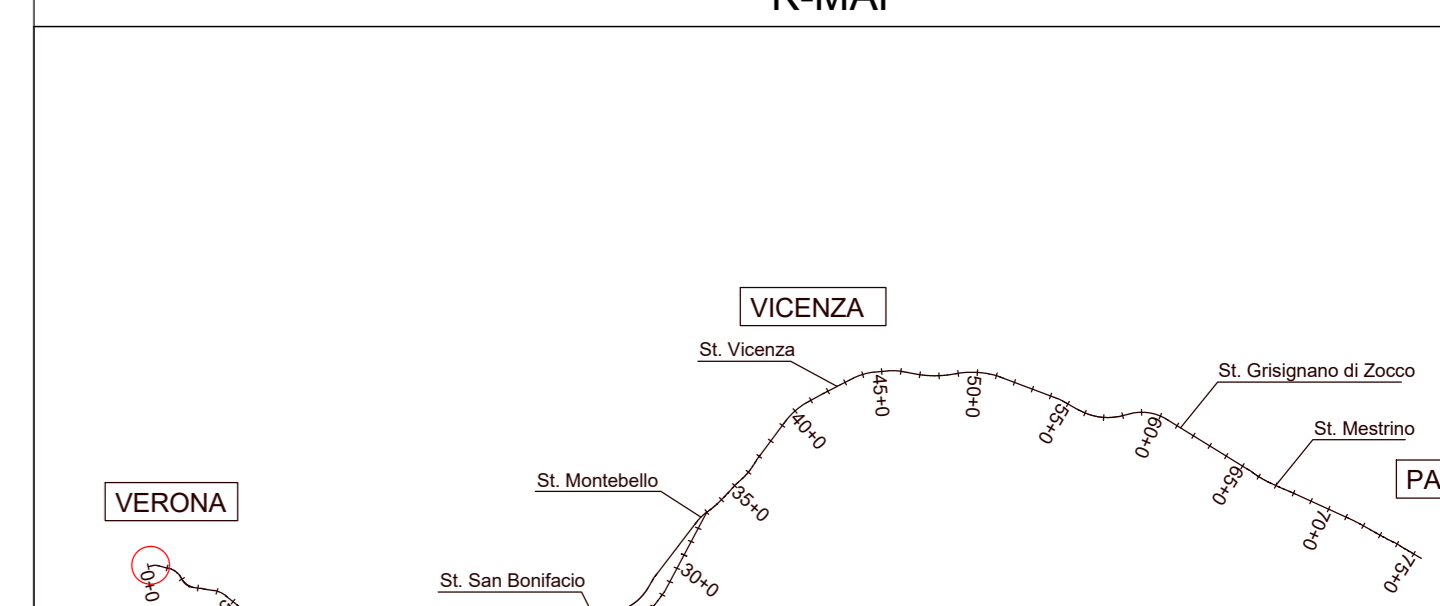 VICENZA
St. Vicenza
St. Grisignano di Zocco
St. Mestrino
St. Montebello
VERONA
St. San Bonifacio
0+0
30+0
35+0
40+0
45+0
50+0
55+0
60+0
65+0
70+0
75+0
PA